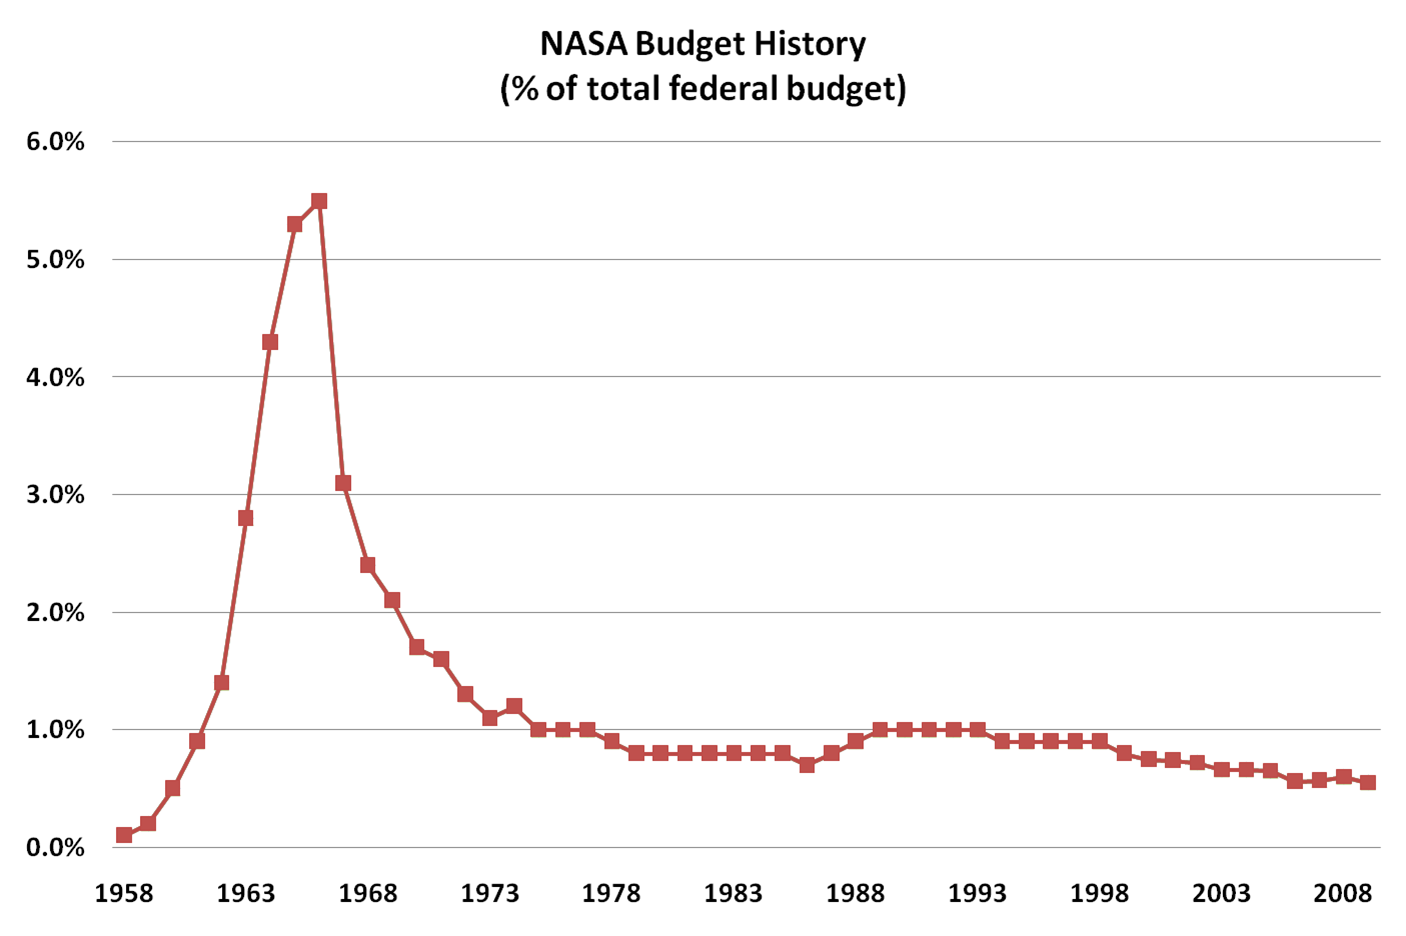 NASA Budget History
(% of total federal budget)
6.0%
5.0%
4.0%
3.0%
2.0%
1.0%
0.0%
1958 1963 1968 1973 1978 1983 1988 1993 1998 2003 2008